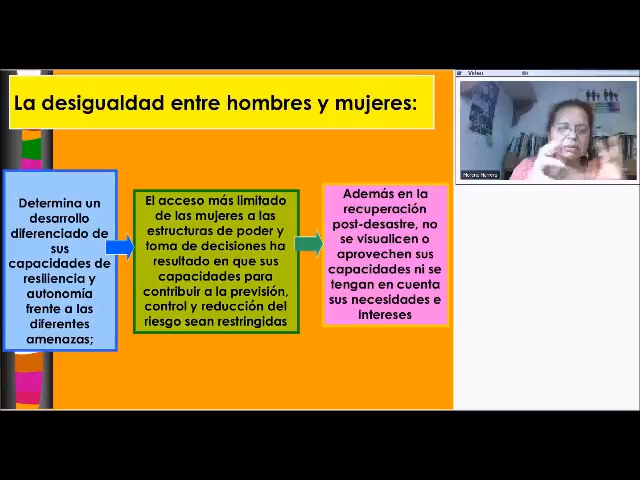 La desigualdad entre hombres y mujeres:
Determina un
desarrollo
diferenciado de
sus
capacidades de
resiliencia y
autonomía
frente a las
diferentes
amenazas;
El acceso más limitado
de las mujeres a las
estructuras de poder y
toma de decisiones ha
resultado en que sus
capacidades para
contribuir a la previsión,
control y reducción del
riesgo sean restringidas
Además en la
recuperación
post-desastre, no
se visualicen o
aprovechen sus
capacidades ni se
tengan en cuenta
sus necesidades e
intereses
Video